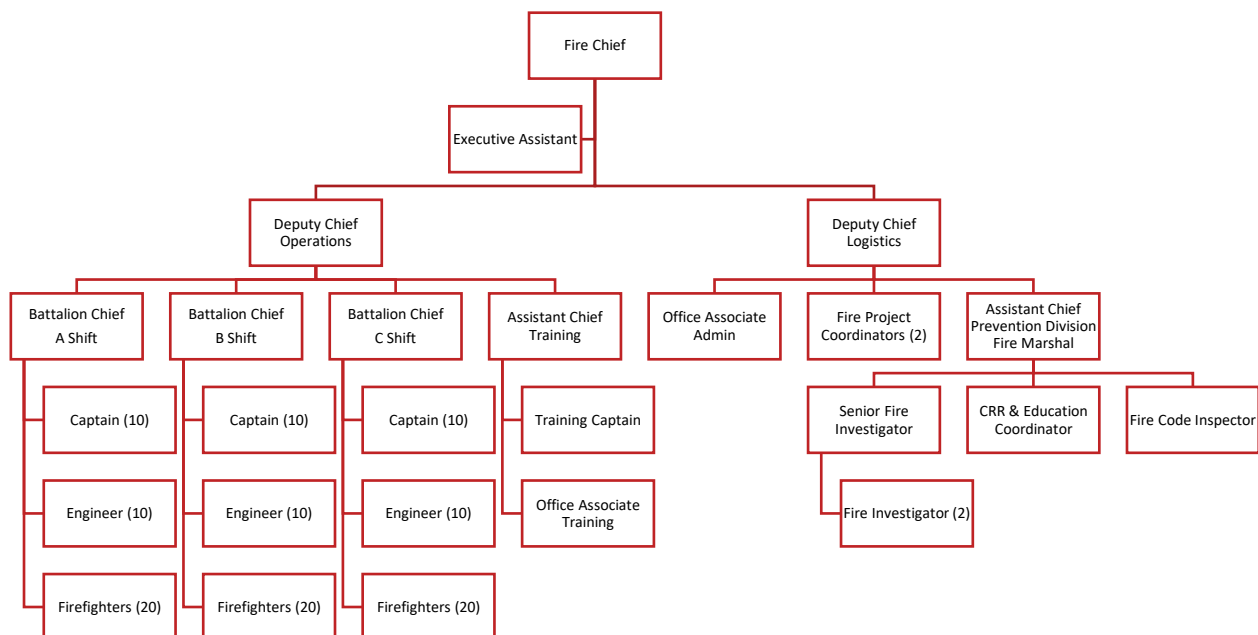 Fire Chief
Executive Assistant
Deputy Chief
Operations
Deputy Chief
Logistics
Battalion Chief
A Shift
Battalion Chief
B Shift
Battalion Chief
C Shift
Assistant Chief
Training
Office Associate
Admin
Fire Project
Coordinators (2)
Assistant Chief
Prevention Division
Fire Marshal
Captain (10)
Captain (10)
Captain (10)
Training Captain
Senior Fire
Investigator
CRR & Education
Coordinator
Fire Code Inspector
Engineer (10)
Engineer (10)
Engineer (10)
Office Associate
Training
Fire Investigator (2)
Firefighters (20)
Firefighters (20)
Firefighters (20)